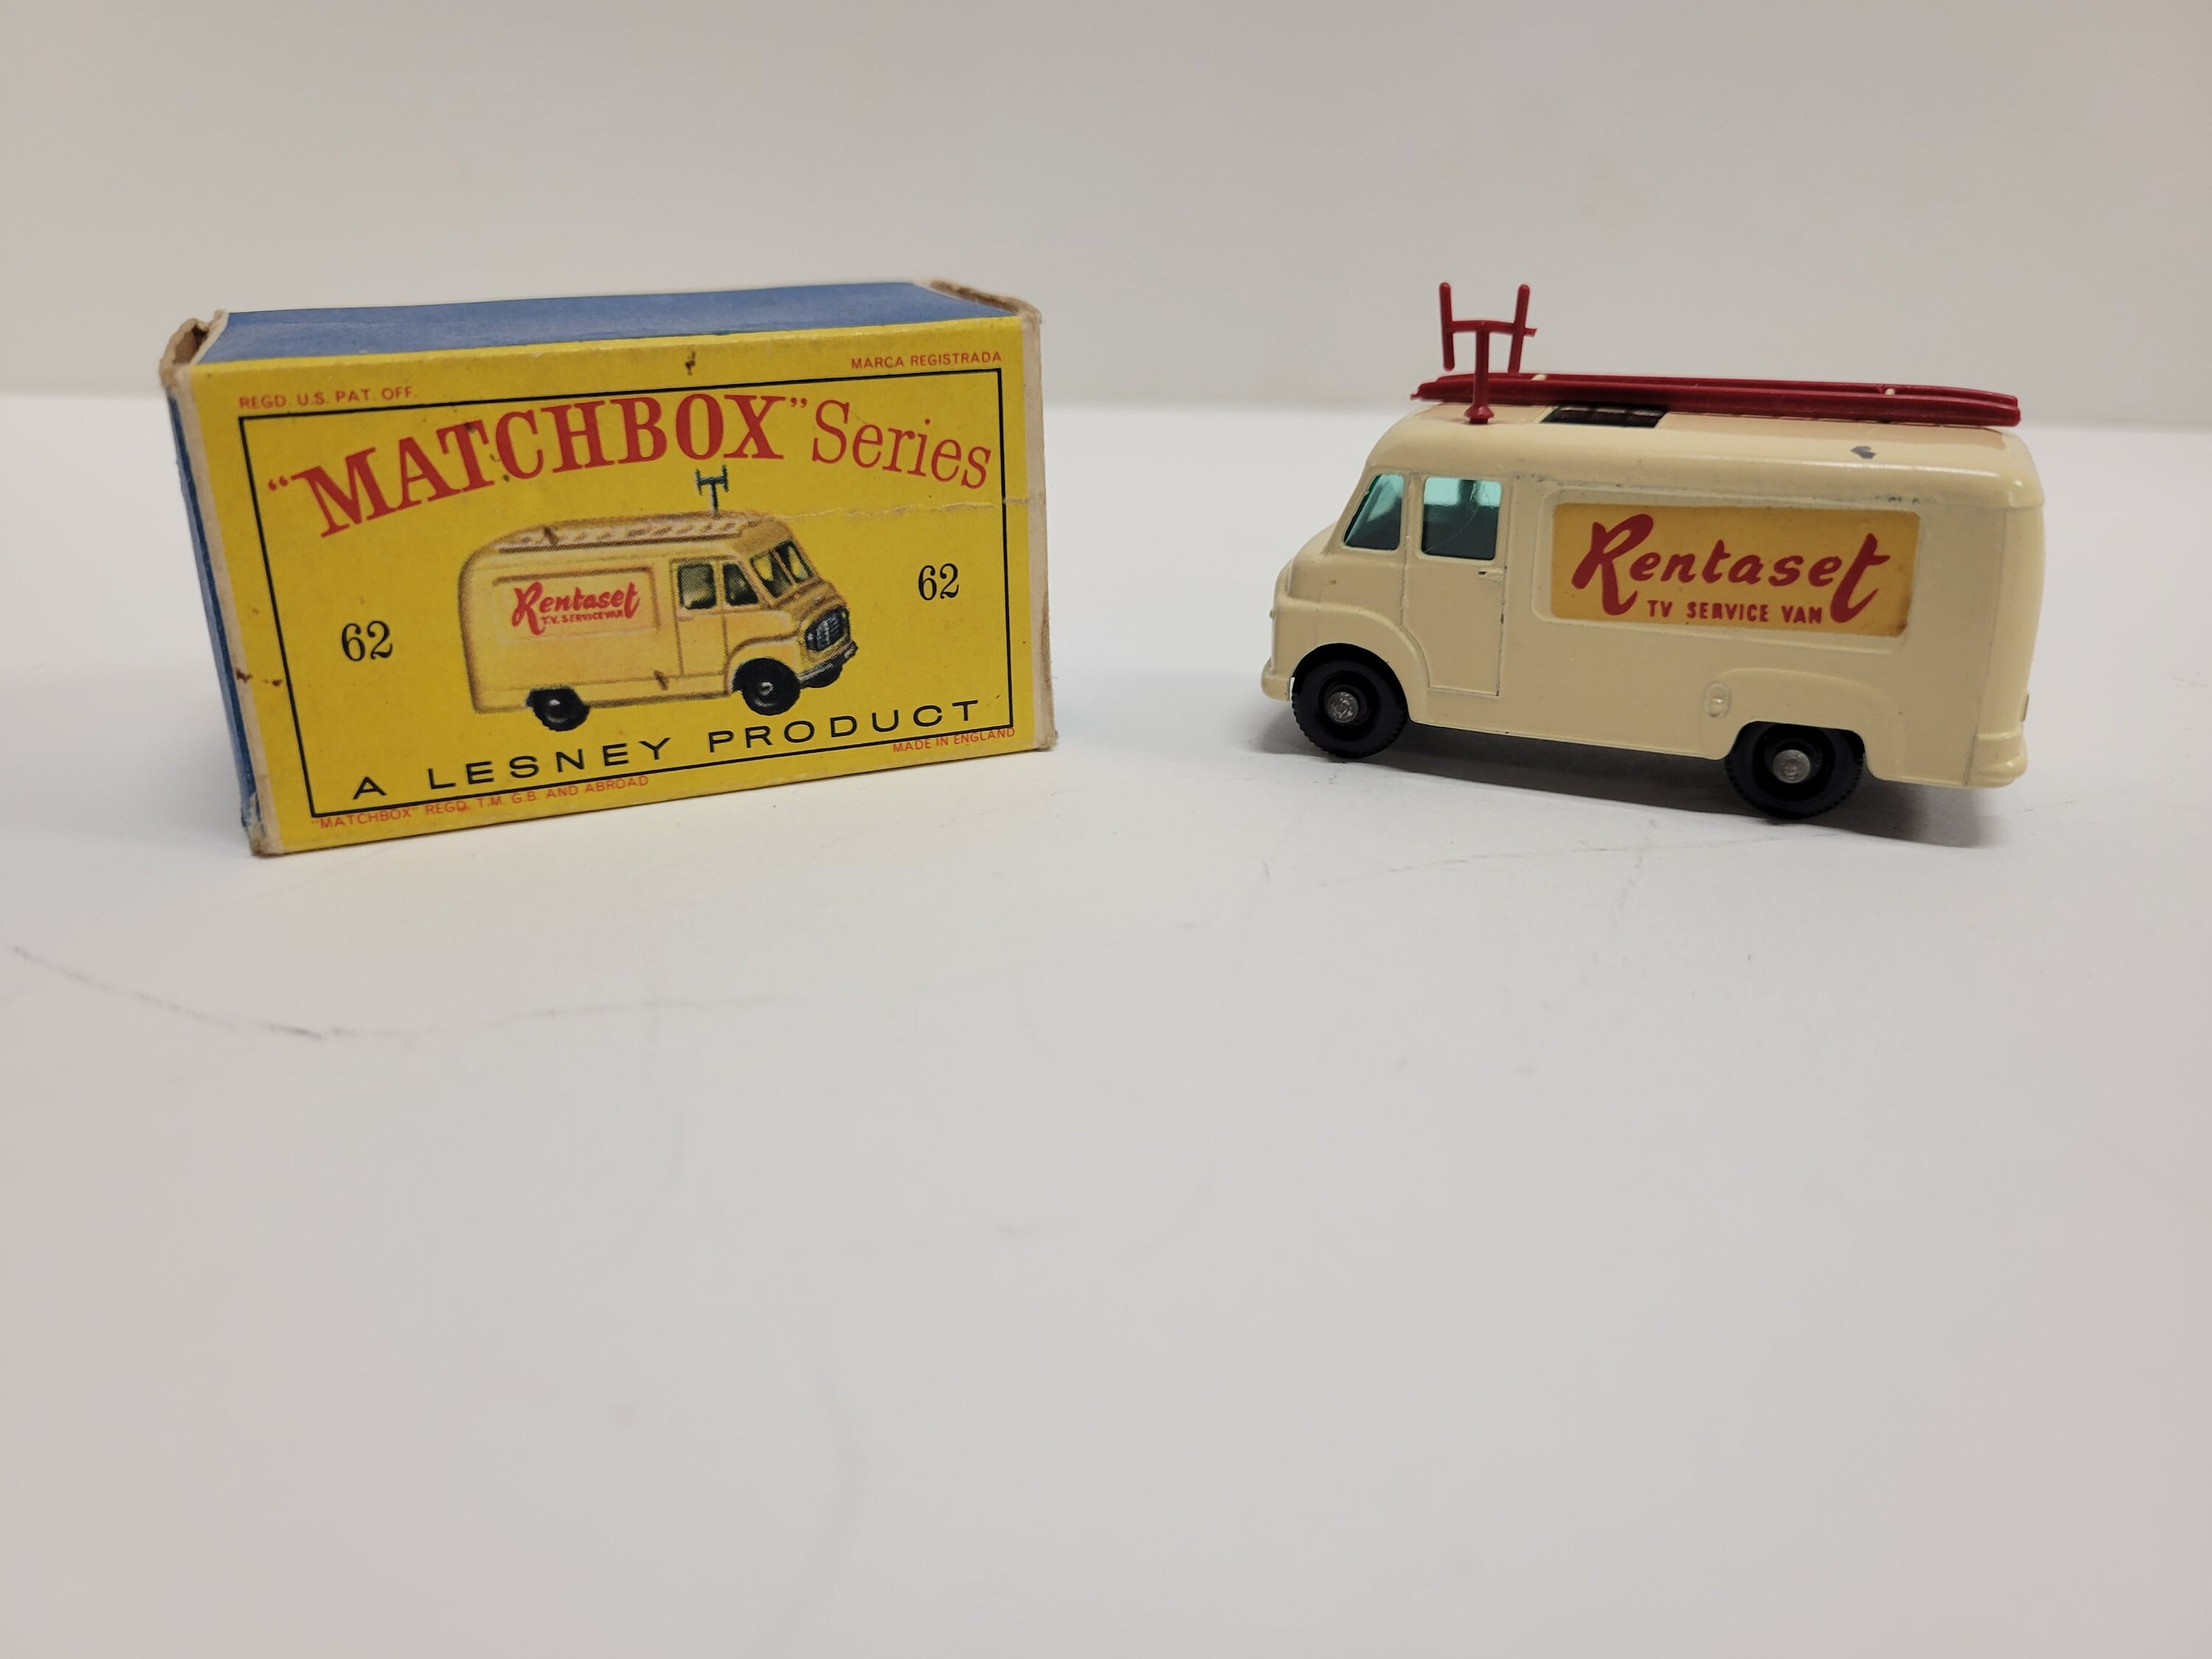 REGD. U.S. PAT. OFF.
MARCA REGISTRADA
"MATCHBOX" Series
Rentaset
T.V. SERVICE VAN
62
62
A LESNEY PRODUCT
MADE IN ENGLAND
"MATCHBOX" REGD. T.M. G.B. AND ABROAD
Rentaset
TV SERVICE VAN